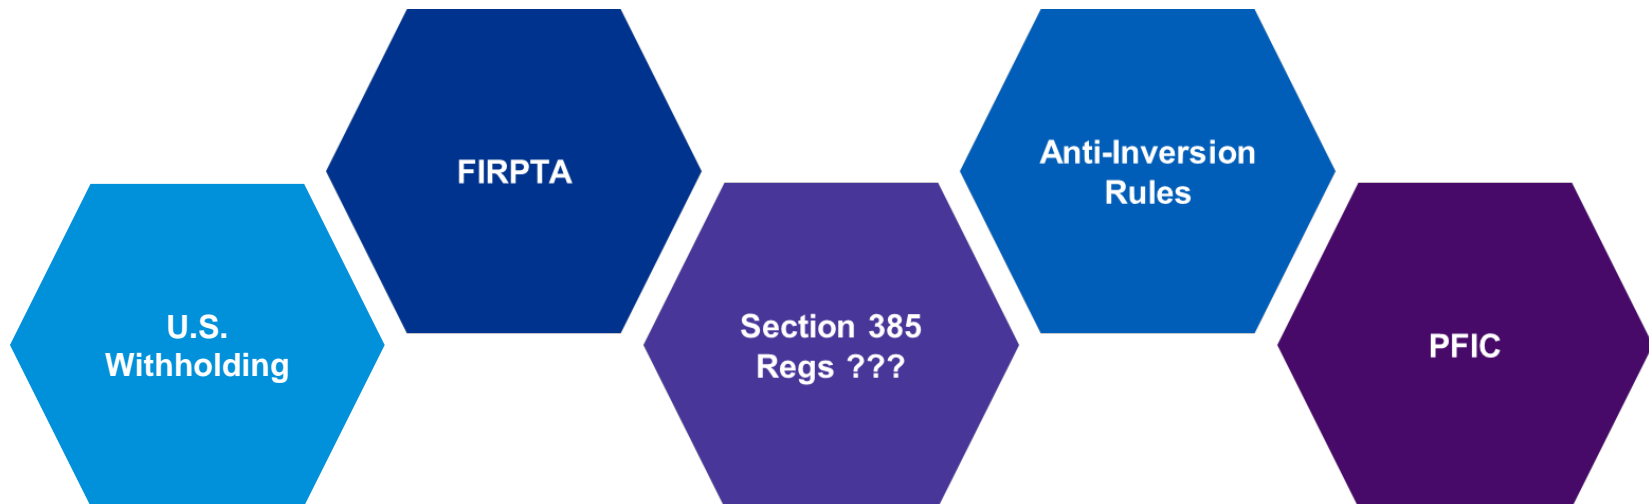 U.S.
Withholding
FIRPTA
Section 385
Regs ???
Anti-Inversion
Rules
PFIC